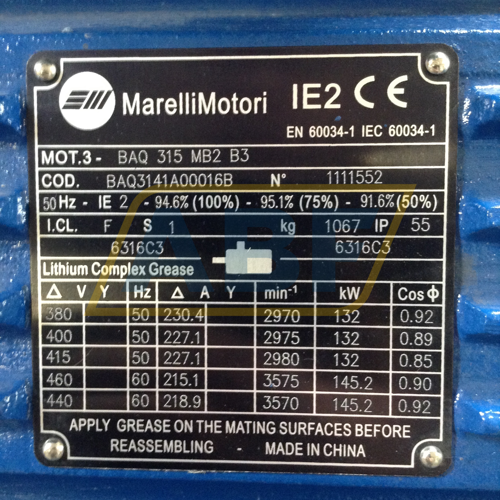 MarelliMotori IE2 CE
EN 60034-1 IEC 60034-1
MOT.3- BAQ 315 MB2 B3
COD. BAQ3141A00016B N° 1111552
50Hz - IE 2 - 94.6% (100%) - 95.1% (75%) - 91.6% (50%)
I.CL. F S 1 kg 1067 IP 55
6316C3 6316C3
Lithium Complex Grease
Δ V Y Hz Δ A Y min⁻¹ kW CosΦ
380 50 230.4 2970 132 0.92
400 50 227.1 2975 132 0.89
415 50 227.1 2980 132 0.85
460 60 215.1 3575 145.2 0.90
440 60 218.9 3570 145.2 0.92
APPLY GREASE ON THE MATING SURFACES BEFORE
REASSEMBLING - MADE IN CHINA
ABF